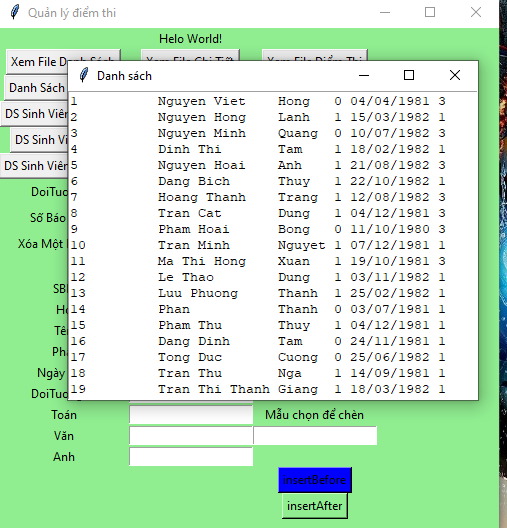 Quản lý điểm thi
Helo World!
Xem File Danh Sách Xem File Chi Tiết Xem File Điểm Thi
Danh sách
Danh Sách
DS Sinh Viên
DS Sinh
DS Sinh Viên
DoiTuo
Số Báo
Xóa Một
1 Nguyen Viet Hong 0 04/04/1981 3
2 Nguyen Hong Lanh 1 15/03/1982 1
3 Nguyen Minh Quang 0 10/07/1982 3
4 Dinh Thi Tam 1 18/02/1982 1
5 Nguyen Hoai Anh 1 21/08/1982 3
6 Dang Bich Thuy 1 22/10/1982 1
7 Hoang Thanh Trang 1 12/08/1982 3
8 Tran Cat Dung 1 04/12/1981 3
9 Pham Hoai Bong 0 11/10/1980 3
10 Tran Minh Nguyet 1 07/12/1981 1
11 Ma Thi Hong Xuan 1 19/10/1981 3
12 Le Thao Dung 1 03/11/1982 1
13 Luu Phuong Thanh 1 25/02/1982 1
14 Phan Thanh 0 03/07/1981 1
15 Pham Thu Thuy 1 04/12/1981 1
16 Dang Dinh Tam 0 24/11/1981 1
17 Tong Duc Cuong 0 25/06/1982 1
18 Tran Thu Nga 1 14/09/1981 1
19 Tran Thi Thanh Giang 1 18/03/1982 1
SB
Họ
Tê
Ph
Ngày
DoiTuo
Toán Mẫu chọn để chèn
Văn
Anh
insertBefore
insertAfter